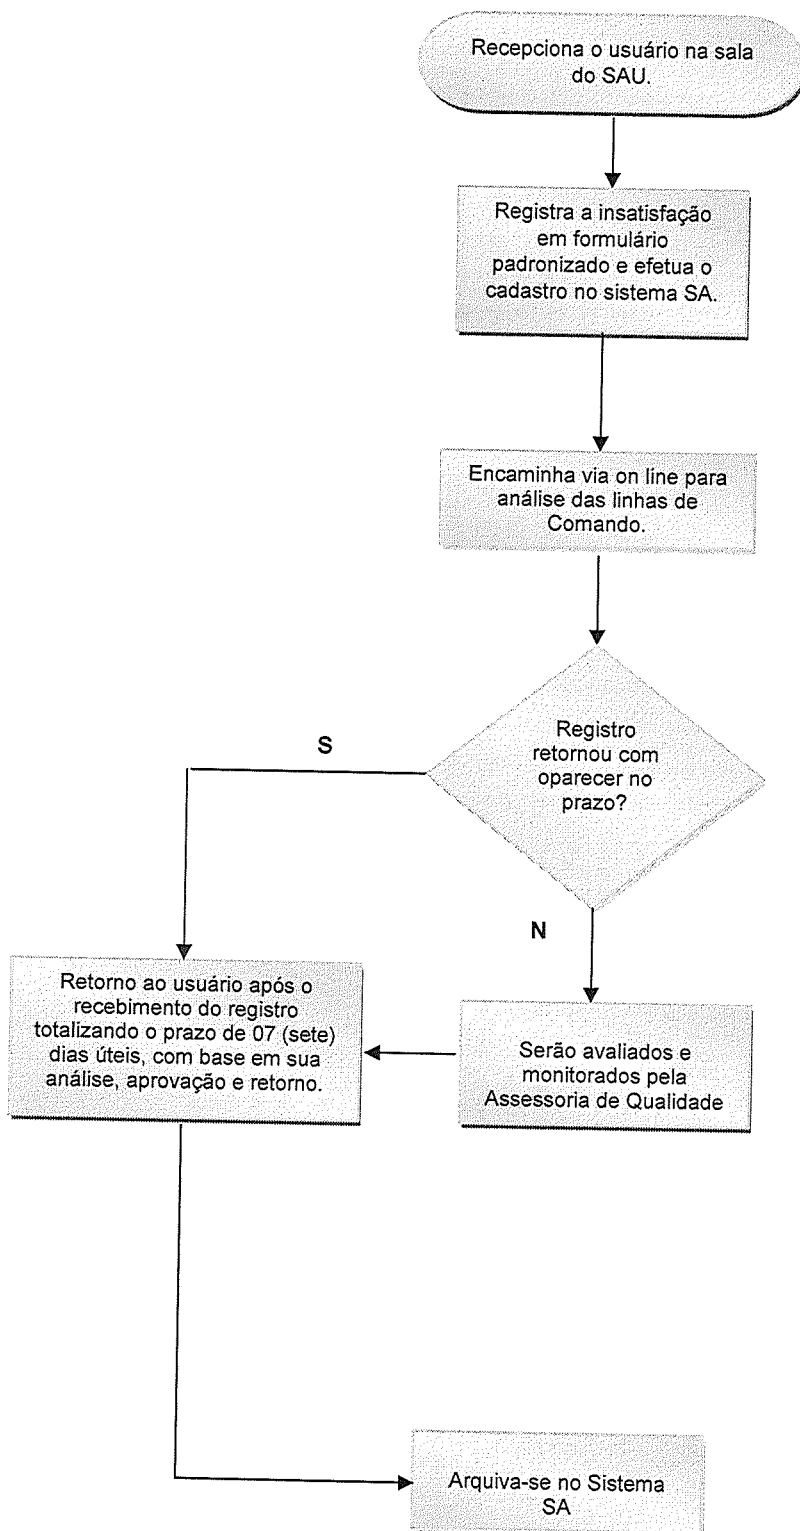 Recepciona o usuário na sala
do SAU.
Registra a insatisfação
em formulário
padronizado e efetua o
cadastro no sistema SA.
Encaminha via on line para
análise das linhas de
Comando.
Registro
retornou com
oparecer no
prazo?
S
N
Retorno ao usuário após o
recebimento do registro
totalizando o prazo de 07 (sete)
dias úteis, com base em sua
análise, aprovação e retorno.
Serão avaliados e
monitorados pela
Assessoria de Qualidade
Arquiva-se no Sistema
SA